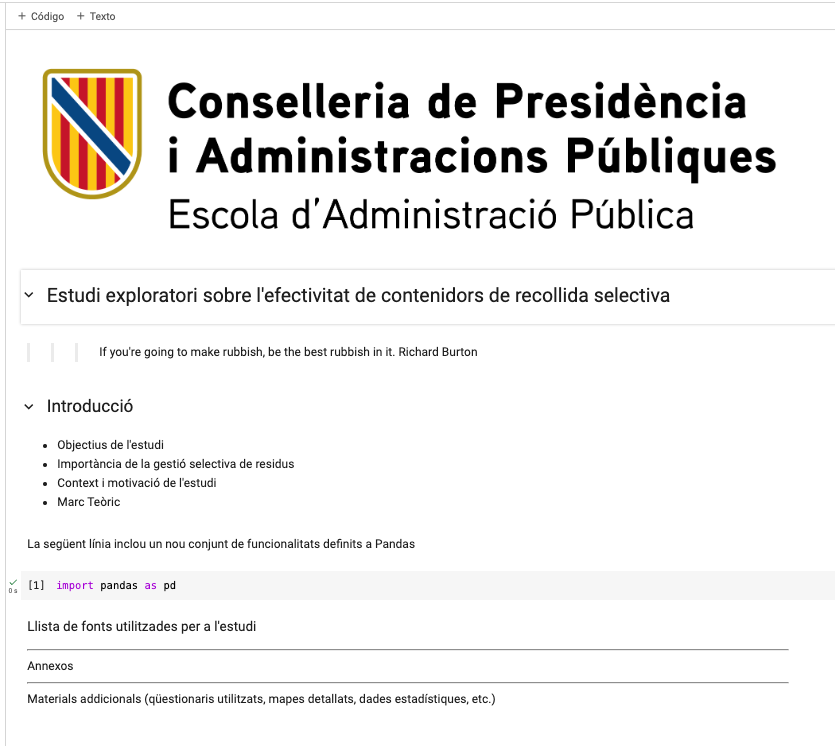 + Código + Texto
Conselleria de Presidència
i Administracions Públiques
Escola d'Administració Pública
Estudi exploratori sobre l'efectivitat de contenidors de recollida selectiva
If you're going to make rubbish, be the best rubbish in it. Richard Burton
Introducció
• Objectius de l'estudi
• Importància de la gestió selectiva de residus
• Context i motivació de l'estudi
• Marc Teòric
La següent línia inclou un nou conjunt de funcionalitats definits a Pandas
[1] import pandas as pd
0 s
Llista de fonts utilitzades per a l'estudi
Annexos
Materials addicionals (qüestionaris utilitzats, mapes detallats, dades estadístiques, etc.)